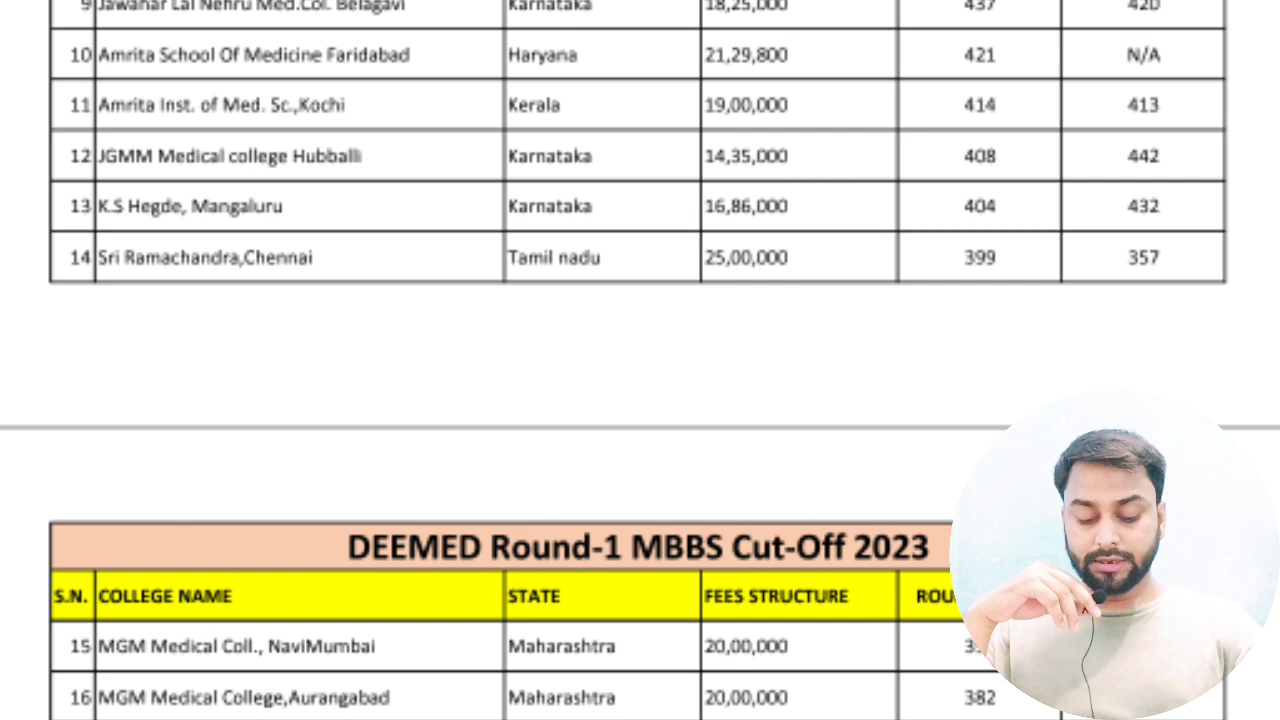 9 Jawahar Lal Nehru Med.Col. Belagavi Karnataka 18,25,000 437 420
10 Amrita School Of Medicine Faridabad Haryana 21,29,800 421 N/A
11 Amrita Inst. of Med. Sc.,Kochi Kerala 19,00,000 414 413
12 JGMM Medical college Hubballi Karnataka 14,35,000 408 442
13 K.S Hegde, Mangaluru Karnataka 16,86,000 404 432
14 Sri Ramachandra,Chennai Tamil nadu 25,00,000 399 357
DEEMED Round-1 MBBS Cut-Off 2023
S.N. COLLEGE NAME STATE FEES STRUCTURE
15 MGM Medical Coll., NaviMumbai Maharashtra 20,00,000
16 MGM Medical College,Aurangabad Maharashtra 20,00,000 382